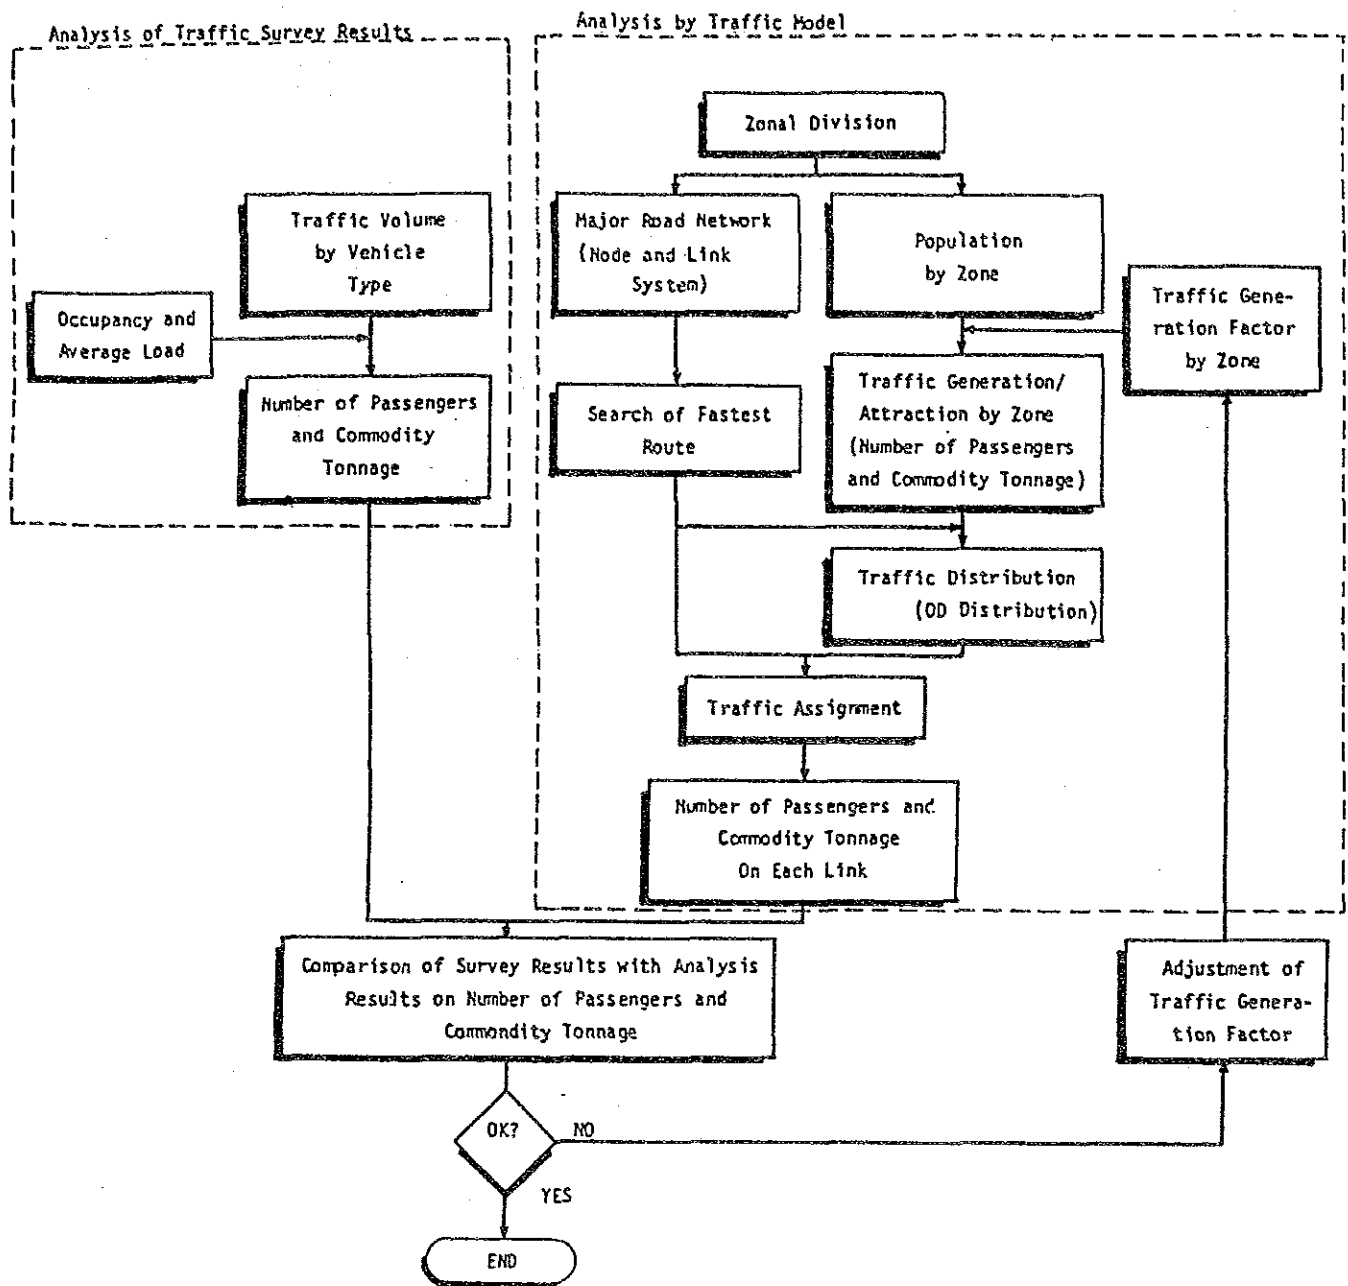 Analysis of Traffic Survey Results
Analysis by Traffic Model
Zonal Division
Traffic Volume
by Vehicle
Type
Major Road Network
(Node and Link
System)
Population
by Zone
Occupancy and
Average Load
Traffic Gene-
ration Factor
by Zone
Number of Passengers
and Commodity
Tonnage
Search of Fastest
Route
Traffic Generation/
Attraction by Zone
(Number of Passengers
and Commodity Tonnage)
Traffic Distribution
(OD Distribution)
Traffic Assignment
Number of Passengers and
Commodity Tonnage
On Each Link
Comparison of Survey Results with Analysis
Results on Number of Passengers and
Commondity Tonnage
Adjustment of
Traffic Genera-
tion Factor
OK?
NO
YES
END